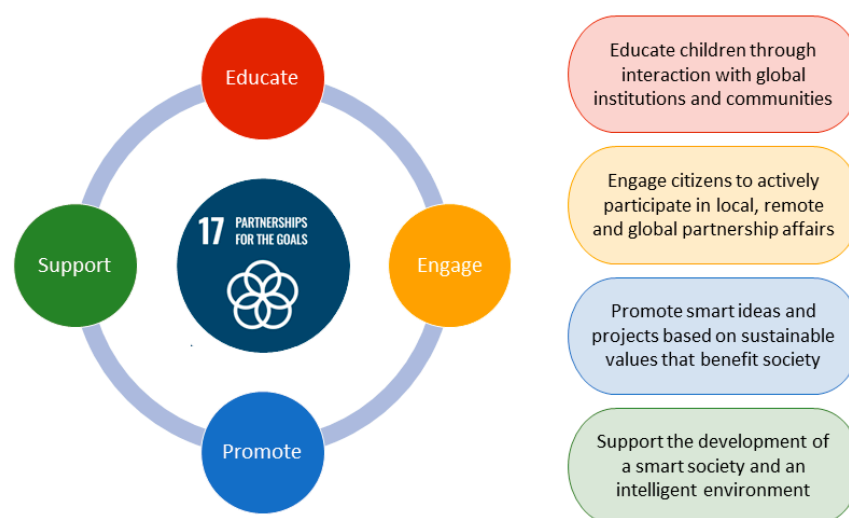 Educate
Support
17 PARTNERSHIPS
FOR THE GOALS
Engage
Promote
Educate children through
interaction with global
institutions and communities
Engage citizens to actively
participate in local, remote
and global partnership affairs
Promote smart ideas and
projects based on sustainable
values that benefit society
Support the development of
a smart society and an
intelligent environment